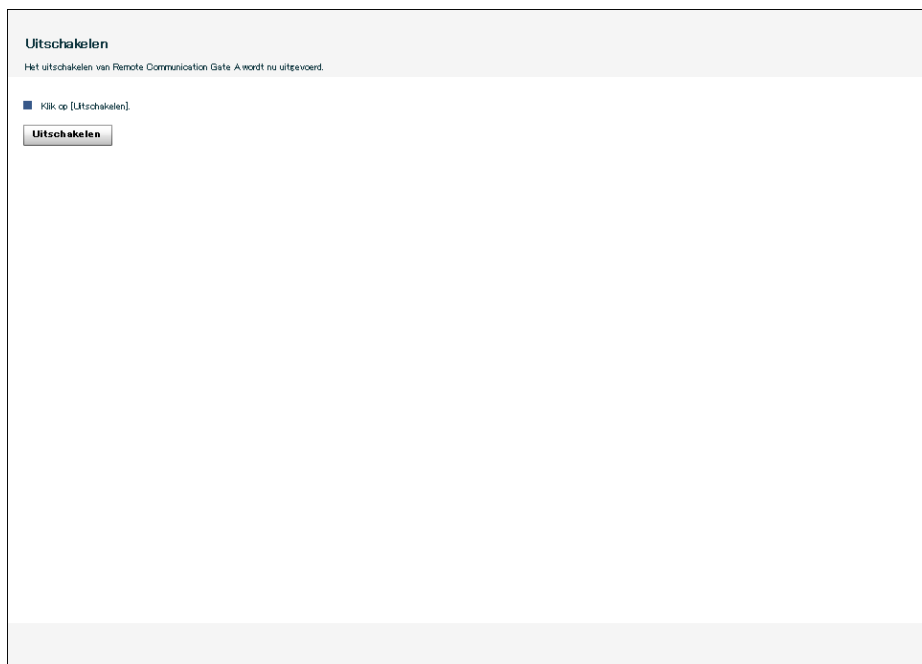 Uitschakelen
Het uitschakelen van Remote Communication Gate A wordt nu uitgevoerd.
Klik op [Uitschakelen].
Uitschakelen